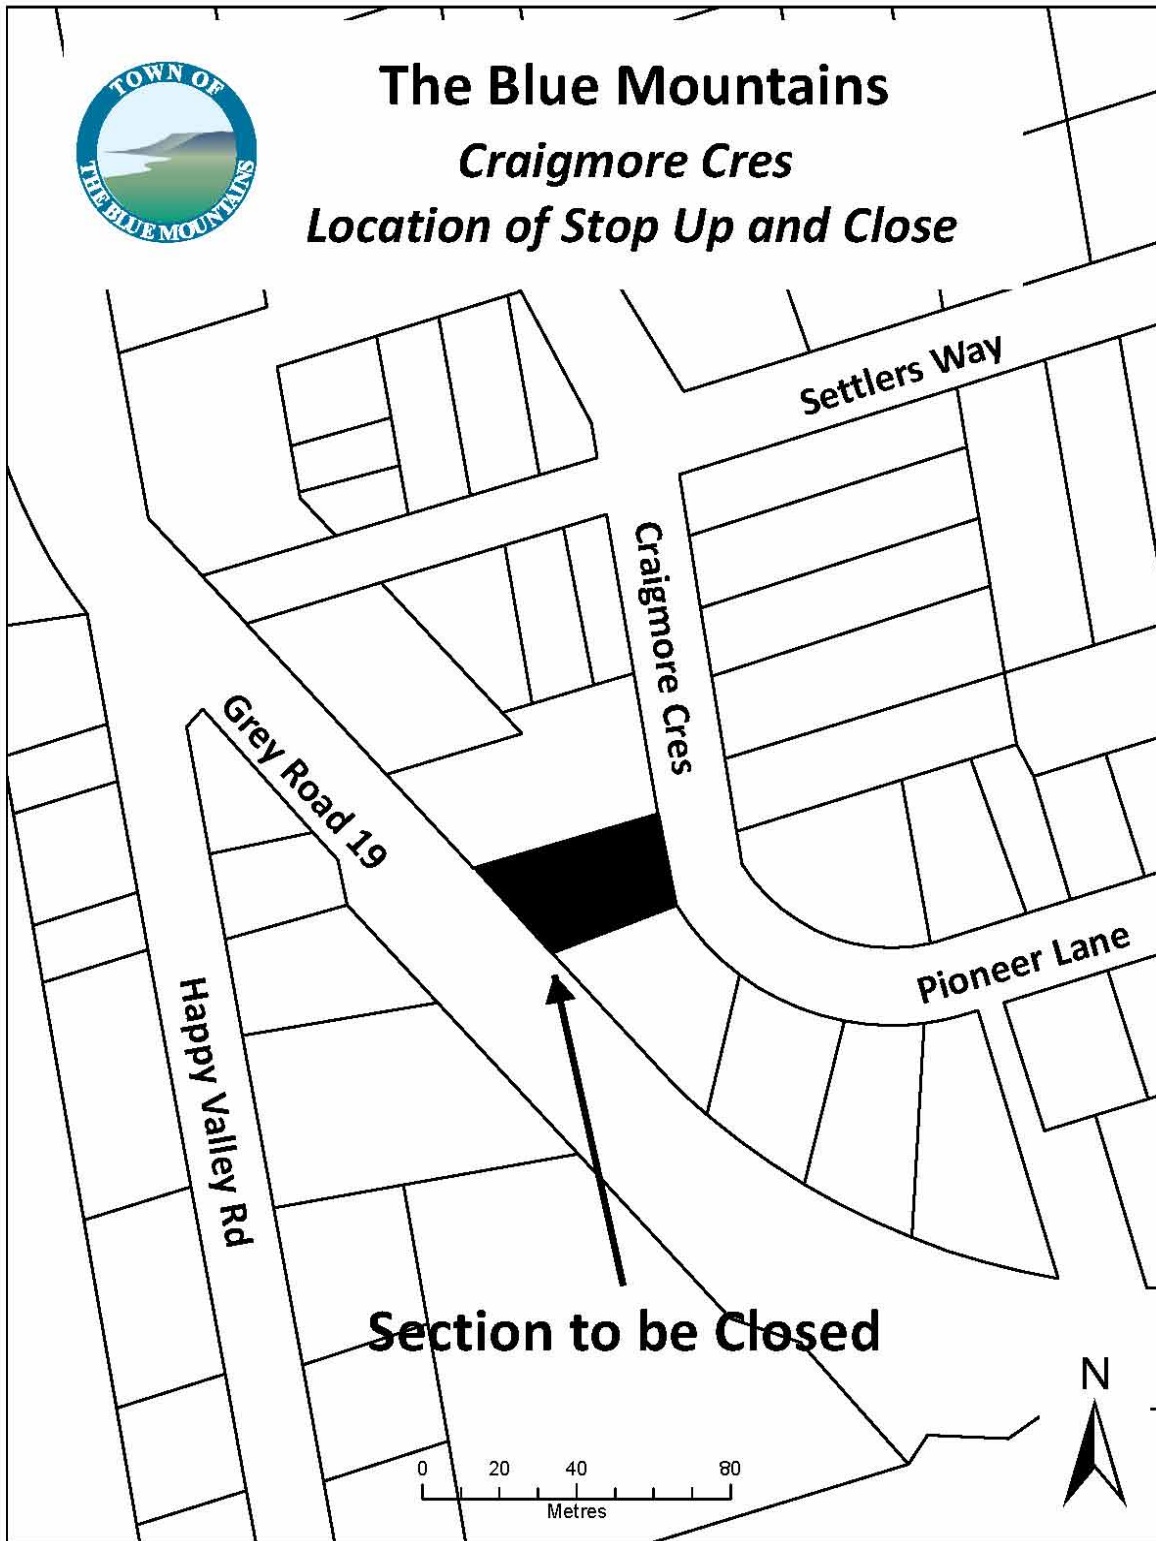 TOWN OF
THE BLUE MOUNTAINS
The Blue Mountains
Craigmore Cres
Location of Stop Up and Close
Settlers Way
Craigmore Cres
Grey Road 19
Pioneer Lane
Happy Valley Rd
Section to be Closed
N
0 20 40 80
Metres